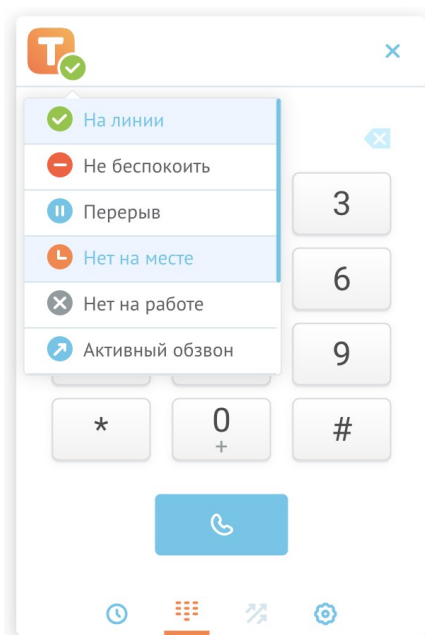 T
На линии
Не беспокоить
Перерыв
3
Нет на месте
6
Нет на работе
Активный обзвон
9
* 0 #
+